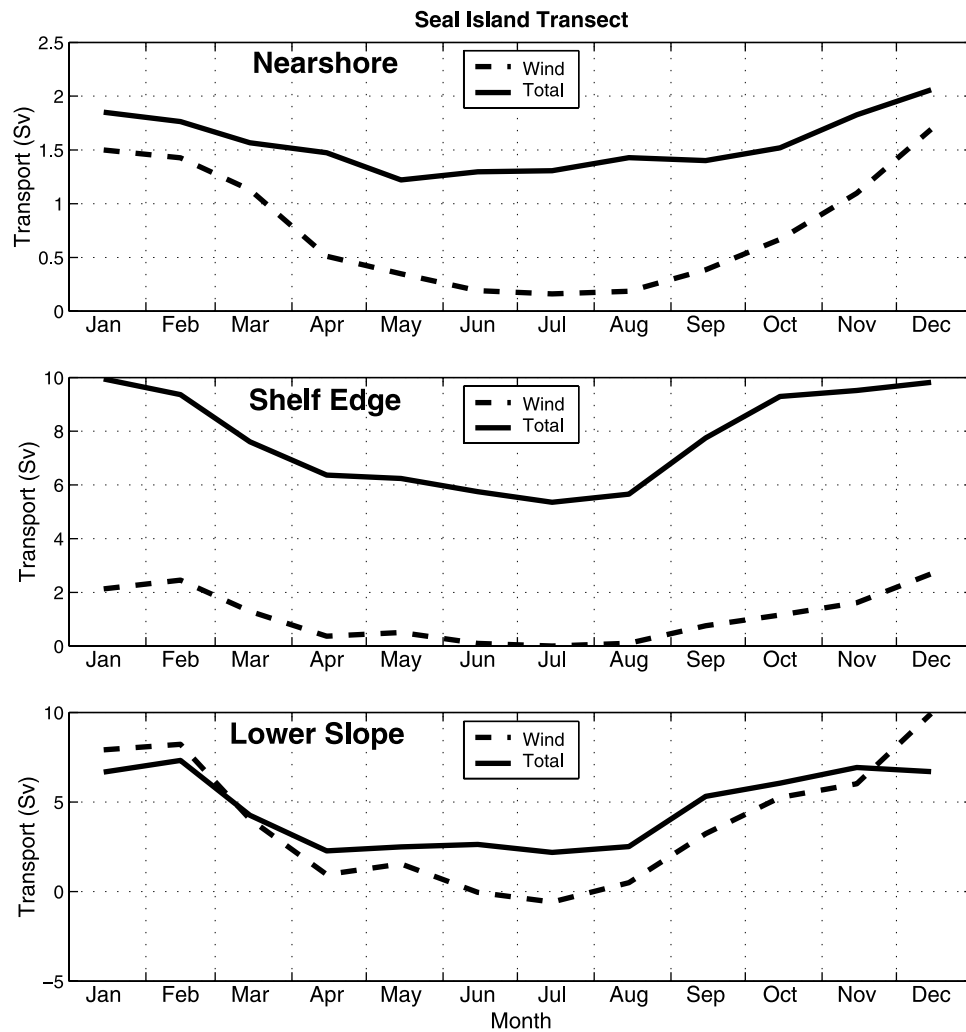 Seal Island Transect
2.5
Nearshore
Wind
Total
2
1.5
1
0.5
0
Transport (Sv)
Jan Feb Mar Apr May Jun Jul Aug Sep Oct Nov Dec
10
Shelf Edge
Wind
Total
8
6
4
2
0
Transport (Sv)
Jan Feb Mar Apr May Jun Jul Aug Sep Oct Nov Dec
10
Lower Slope
Wind
Total
5
0
−5
Transport (Sv)
Jan Feb Mar Apr May Jun Jul Aug Sep Oct Nov Dec
Month